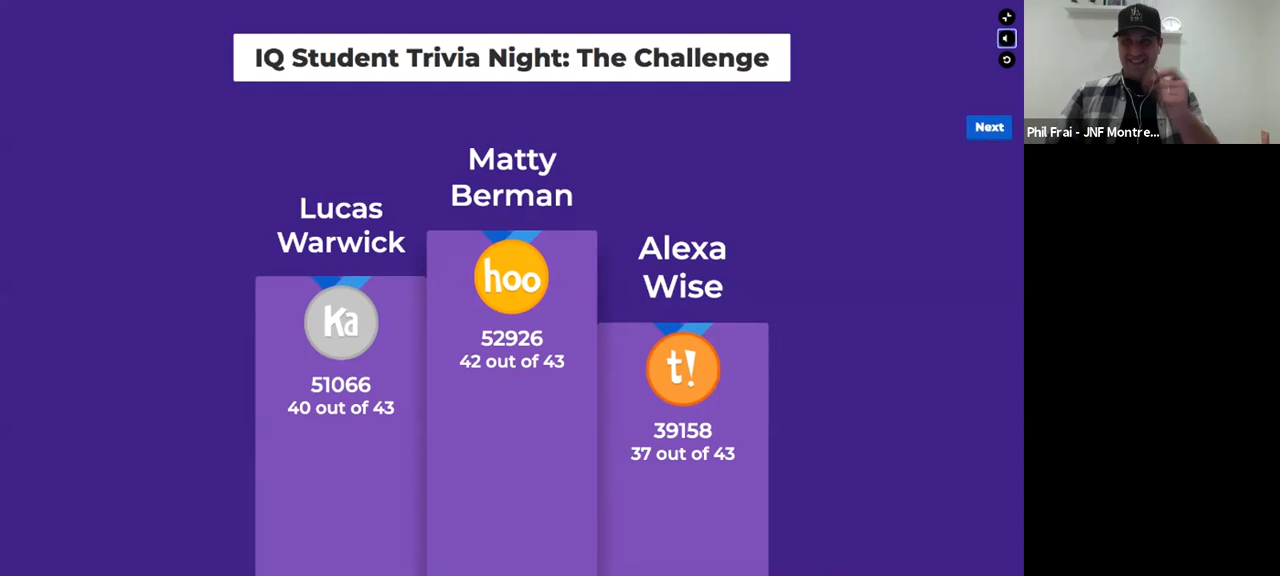 IQ Student Trivia Night: The Challenge
Next
Matty
Berman
hoo
52926
42 out of 43
Lucas
Warwick
Ka
51066
40 out of 43
Alexa
Wise
t!
39158
37 out of 43
Phil Frai - JNF Montre...